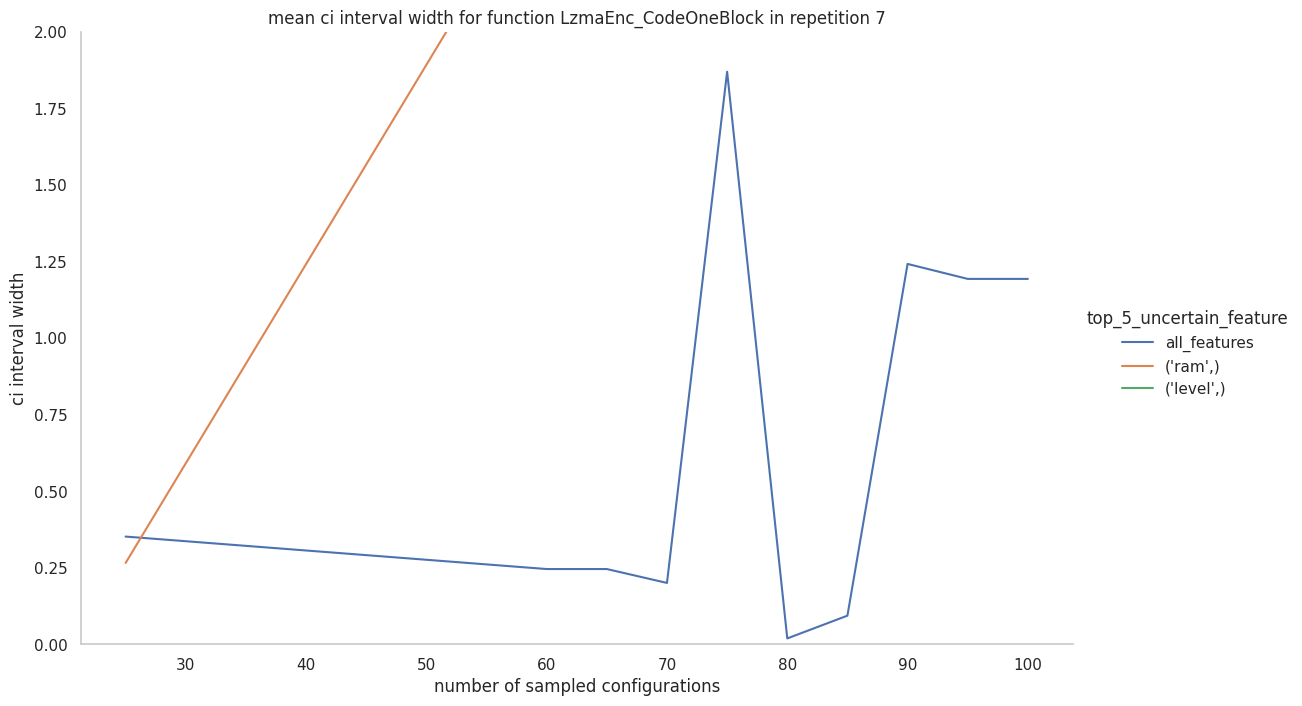 mean ci interval width for function LzmaEnc_CodeOneBlock in repetition 7
2.00
1.75
1.50
1.25
1.00
0.75
0.50
0.25
0.00
ci interval width
30 40 50 60 70 80 90 100
number of sampled configurations
top_5_uncertain_feature
all_features
('ram',)
('level',)